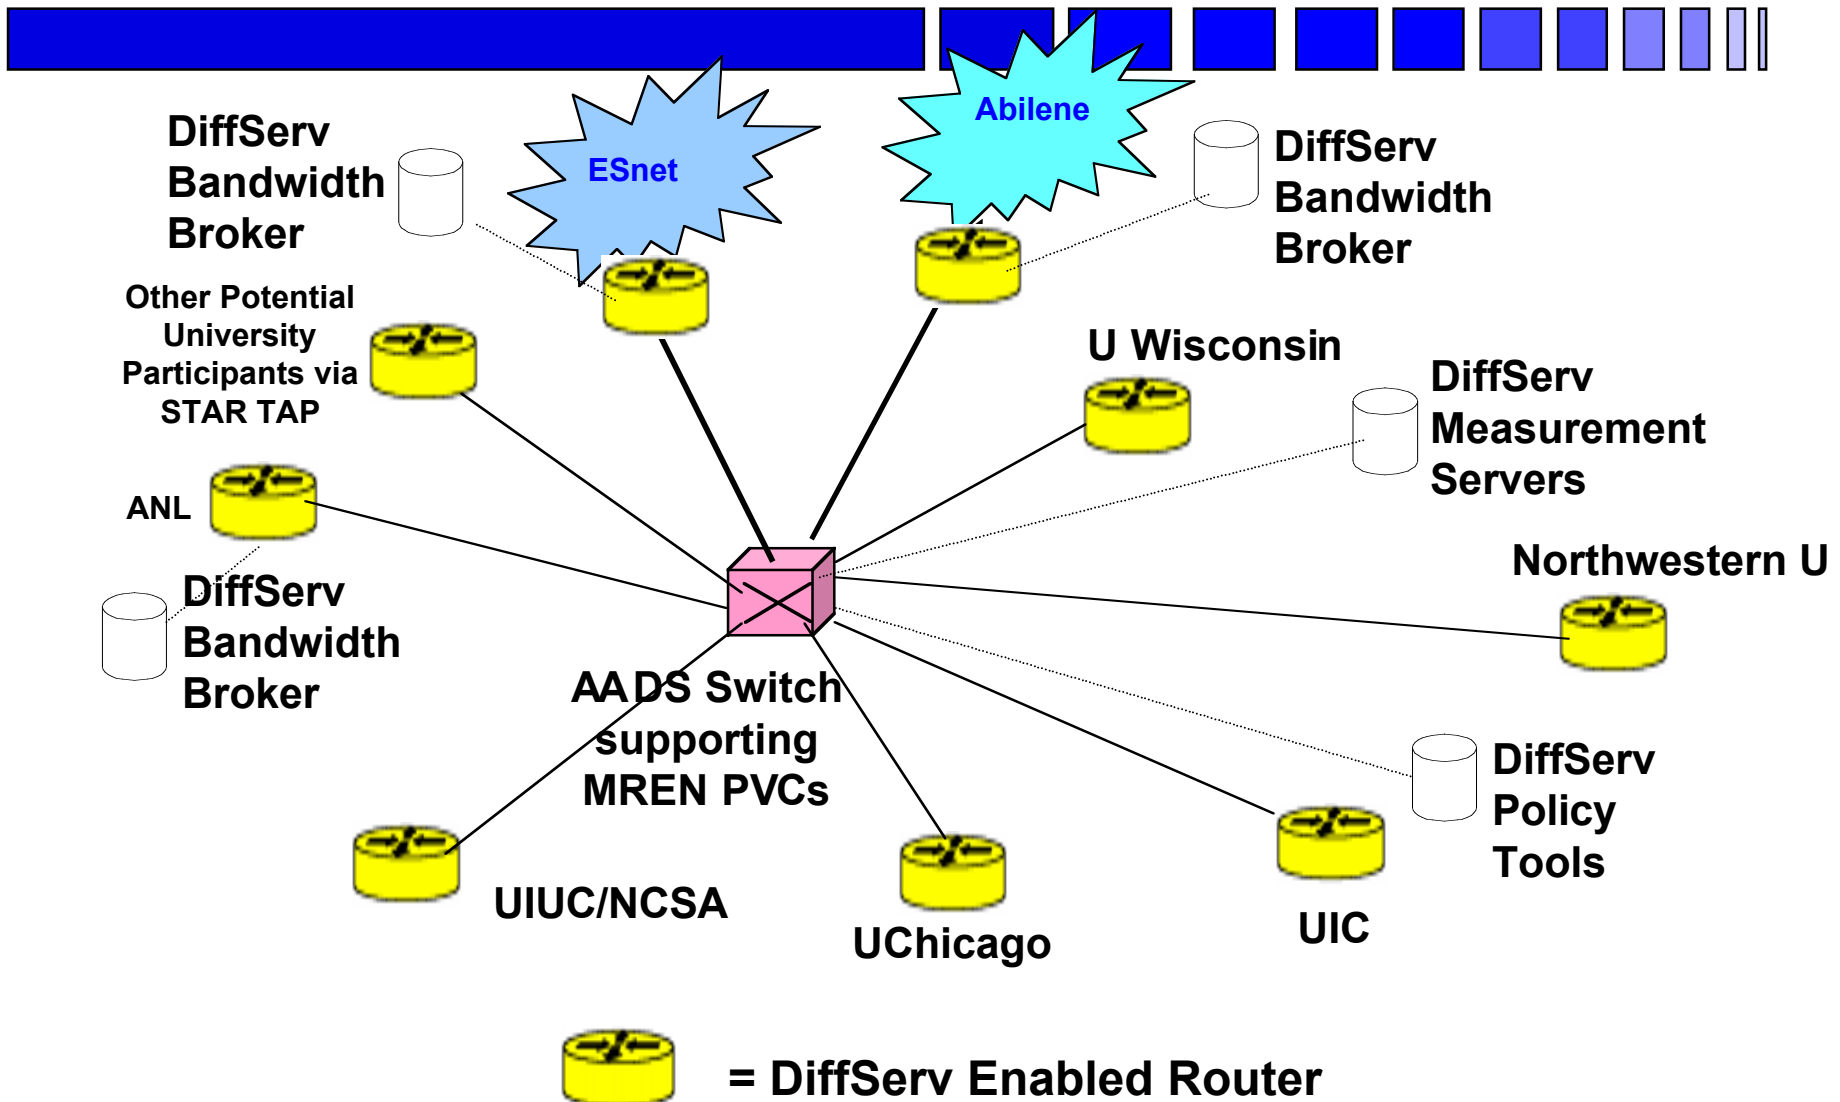 Abilene
ESnet
DiffServ
Bandwidth
Broker
DiffServ
Bandwidth
Broker
Other Potential
University
Participants via
STAR TAP
U Wisconsin
DiffServ
Measurement
Servers
ANL
Northwestern U
DiffServ
Bandwidth
Broker
AADS Switch
supporting
MREN PVCs
DiffServ
Policy
Tools
UIUC/NCSA
UChicago
UIC
= DiffServ Enabled Router